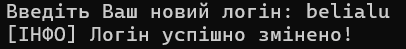 Введіть Ваш новий логін: belialu
[ІНФО] Логін успішно змінено!